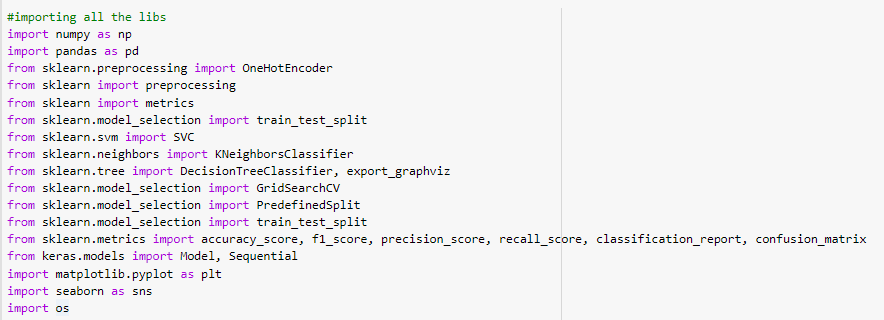 #importing all the libs
import numpy as np
import pandas as pd
from sklearn.preprocessing import OneHotEncoder
from sklearn import preprocessing
from sklearn import metrics
from sklearn.model_selection import train_test_split
from sklearn.svm import SVC
from sklearn.neighbors import KNeighborsClassifier
from sklearn.tree import DecisionTreeClassifier, export_graphviz
from sklearn.model_selection import GridSearchCV
from sklearn.model_selection import PredefinedSplit
from sklearn.model_selection import train_test_split
from sklearn.metrics import accuracy_score, f1_score, precision_score, recall_score, classification_report, confusion_matrix
from keras.models import Model, Sequential
import matplotlib.pyplot as plt
import seaborn as sns
import os